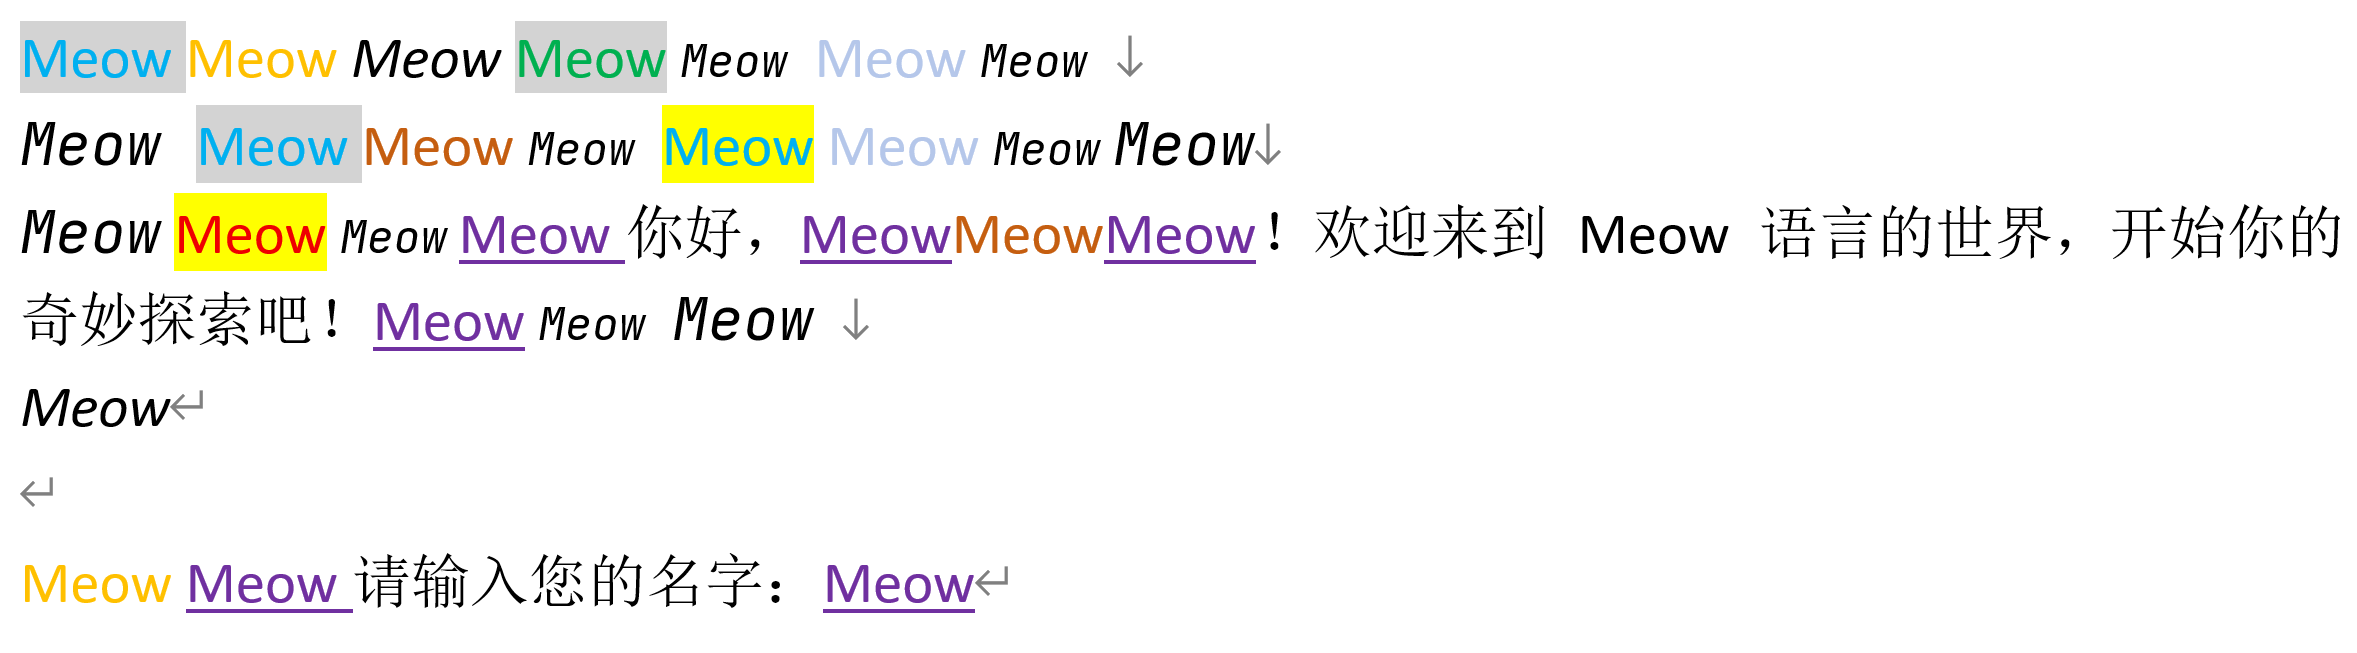 Meow Meow Meow Meow Meow Meow Meow ↓
Meow Meow Meow Meow Meow Meow Meow Meow↓
Meow Meow Meow Meow 你好，MeowMeowMeow！欢迎来到 Meow 语言的世界，开始你的
奇妙探索吧！Meow Meow Meow ↓
Meow↵
↵
Meow Meow 请输入您的名字：Meow↵